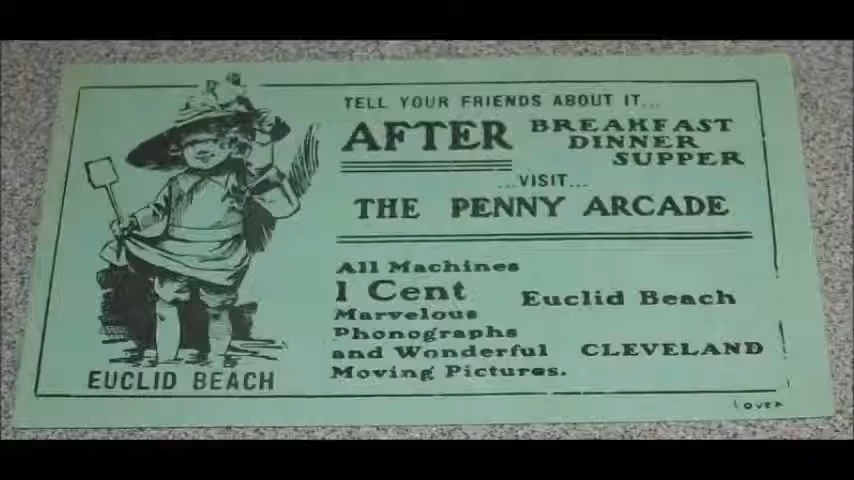 TELL YOUR FRIENDS ABOUT IT...
AFTER BREAKFAST
DINNER
SUPPER
...VISIT...
THE PENNY ARCADE
All Machines
1 Cent
Marvelous
Phonographs
and Wonderful
Moving Pictures.
Euclid Beach
CLEVELAND
EUCLID BEACH